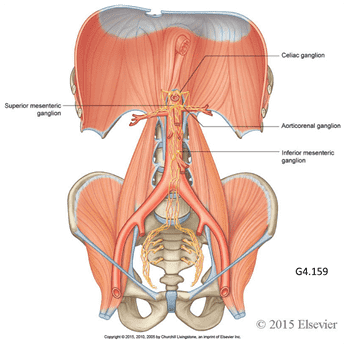 Celiac ganglion
Superior mesenteric
ganglion
Aorticorenal ganglion
Inferior mesenteric
ganglion
G4.159
© 2015 Elsevier
Copyright © 2015, 2010, 2005 by Churchill Livingstone, an imprint of Elsevier Inc.